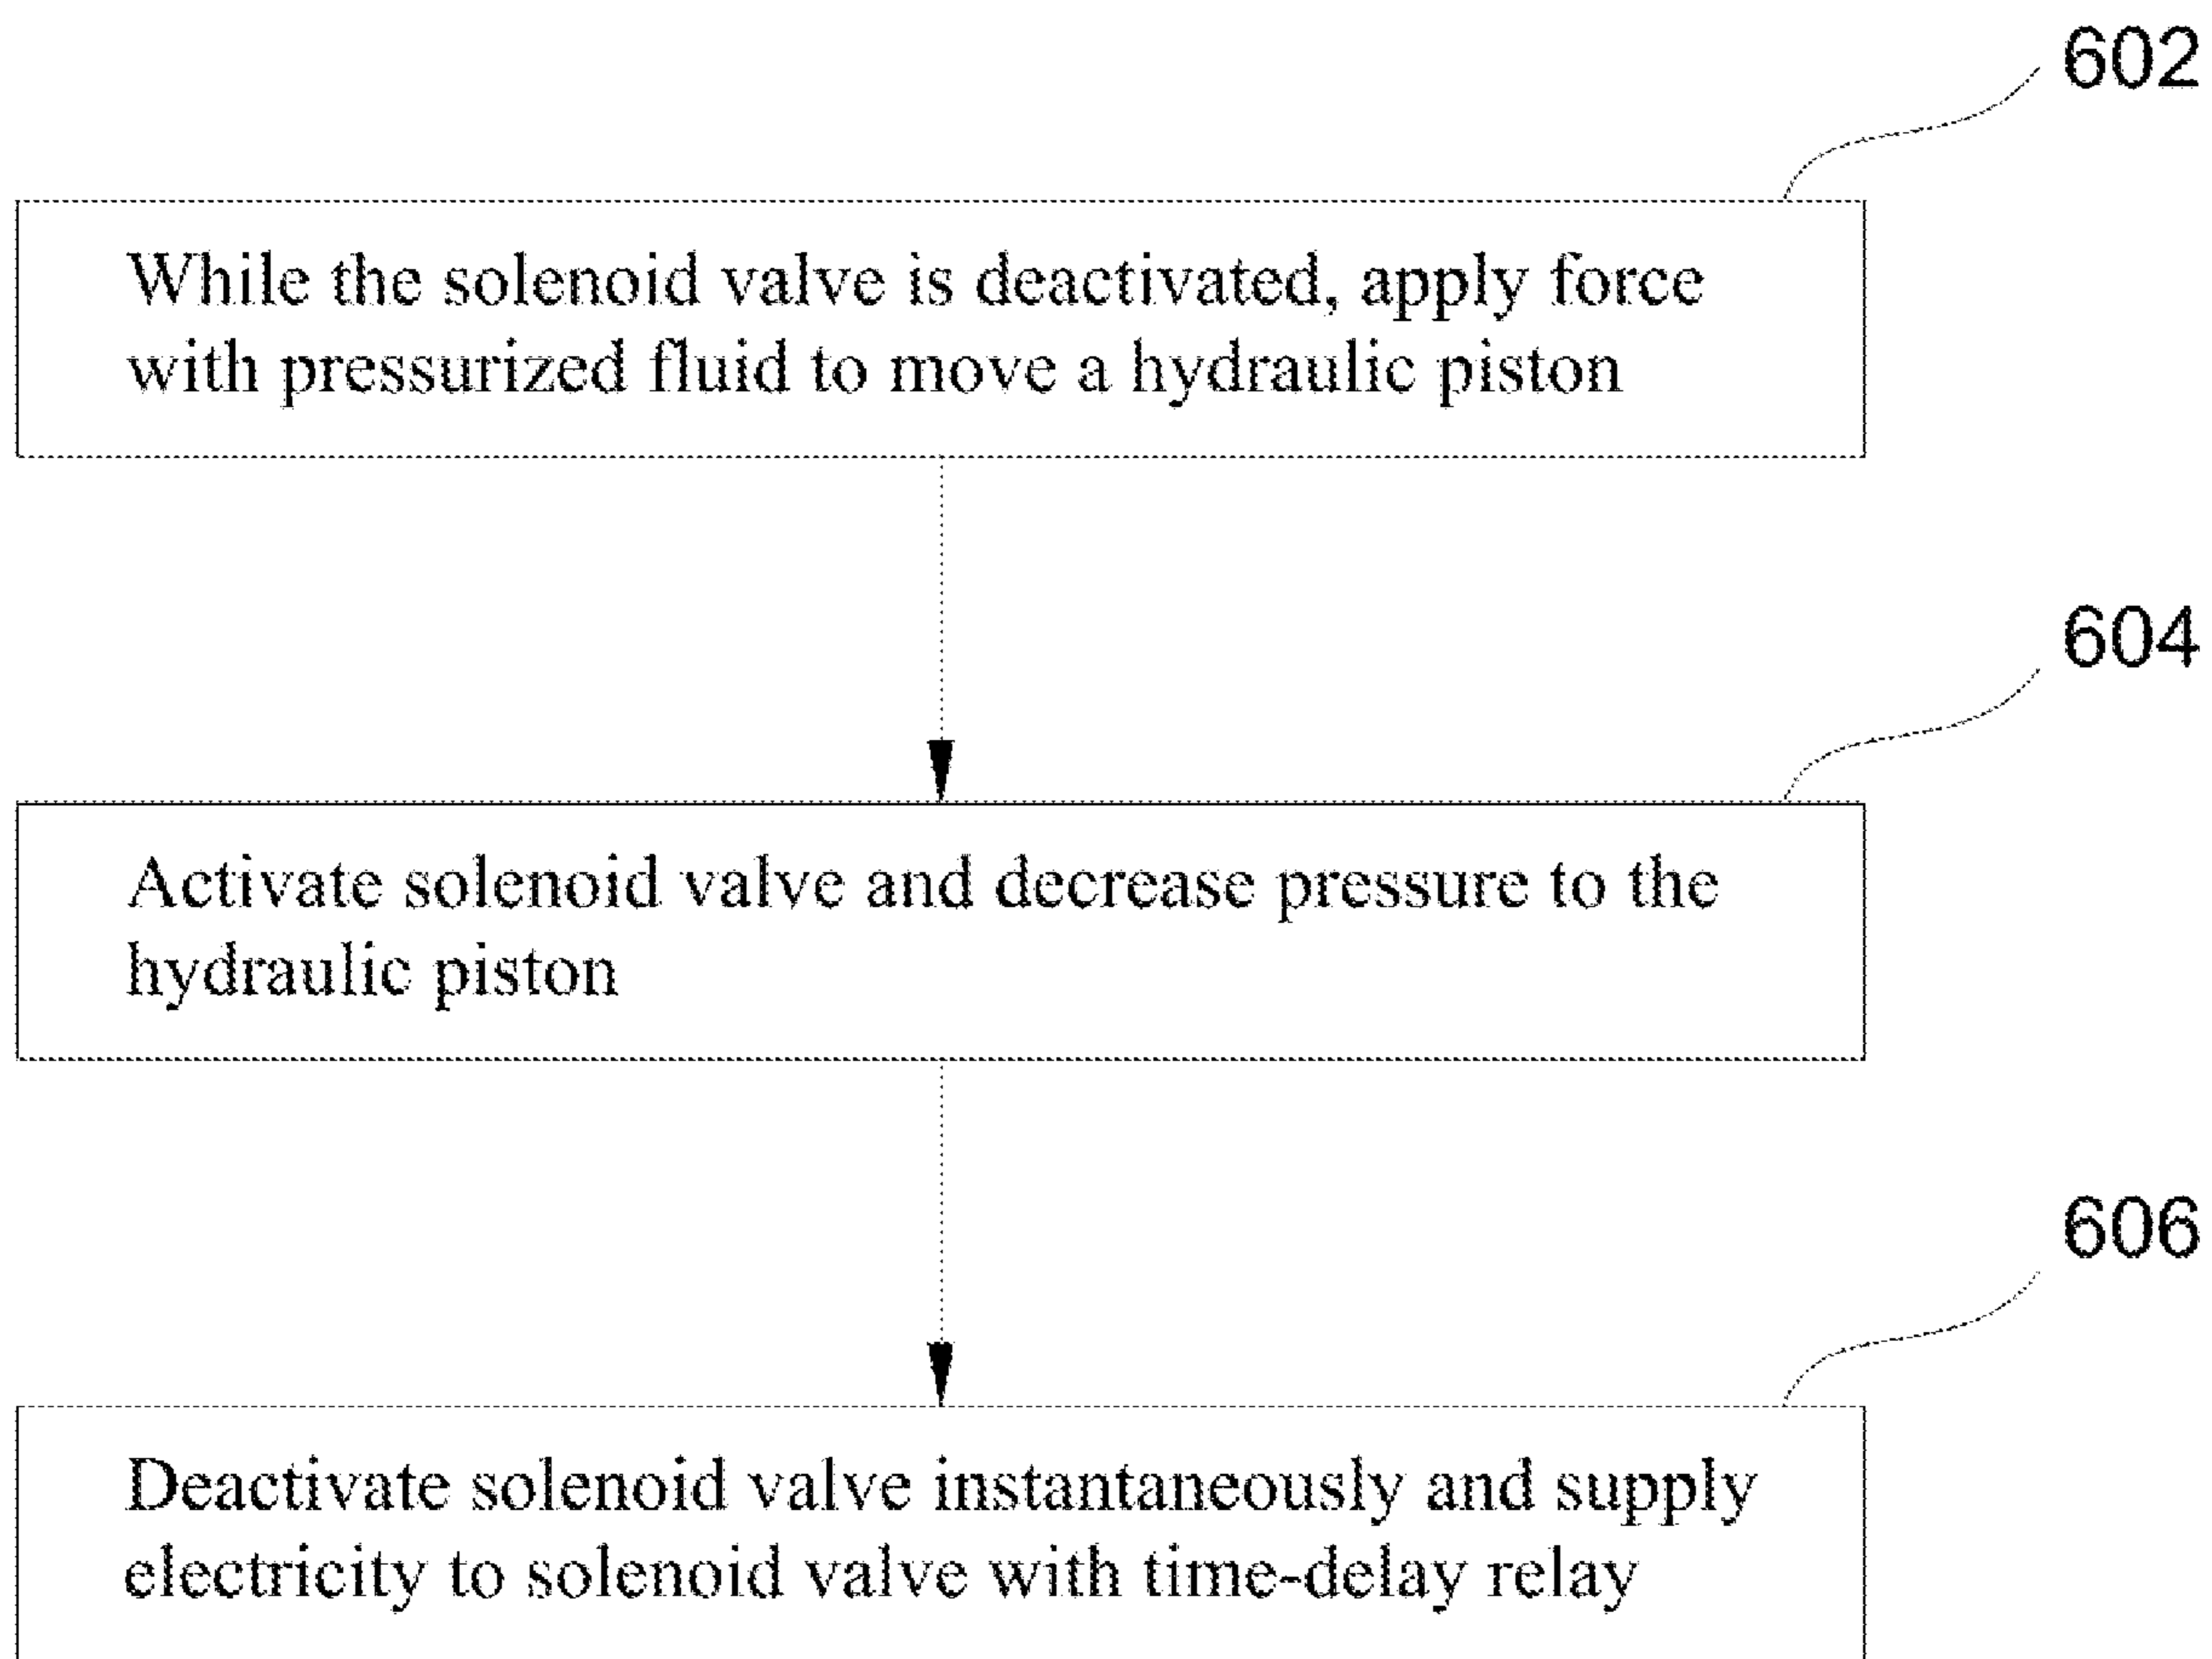 602
While the solenoid valve is deactivated, apply force
with pressurized fluid to move a hydraulic piston
604
Activate solenoid valve and decrease pressure to the
hydraulic piston
606
Deactivate solenoid valve instantaneously and supply
electricity to solenoid valve with time-delay relay